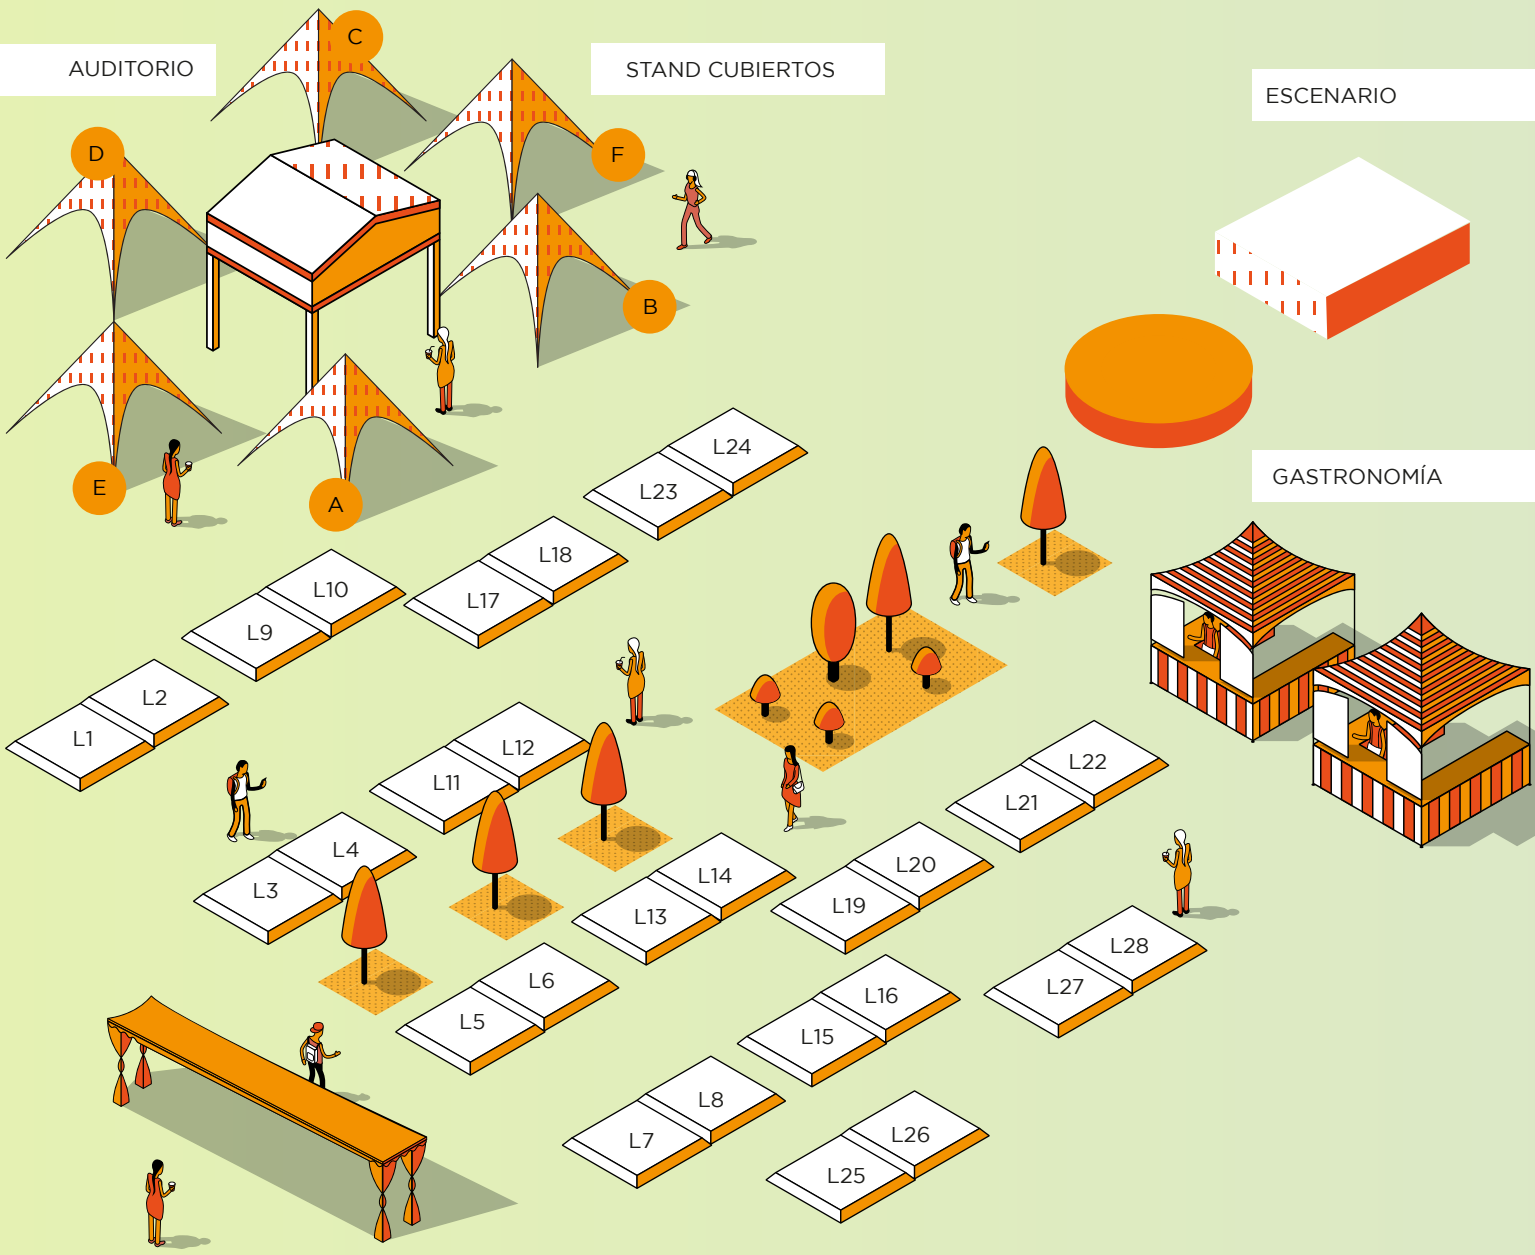 C
AUDITORIO
STAND CUBIERTOS
ESCENARIO
D
F
B
E
A
GASTRONOMÍA
L24
L23
L18
L17
L10
L9
L2
L1
L12
L11
L22
L21
L4
L3
L14
L13
L20
L19
L28
L27
L6
L5
L16
L15
L8
L7
L26
L25